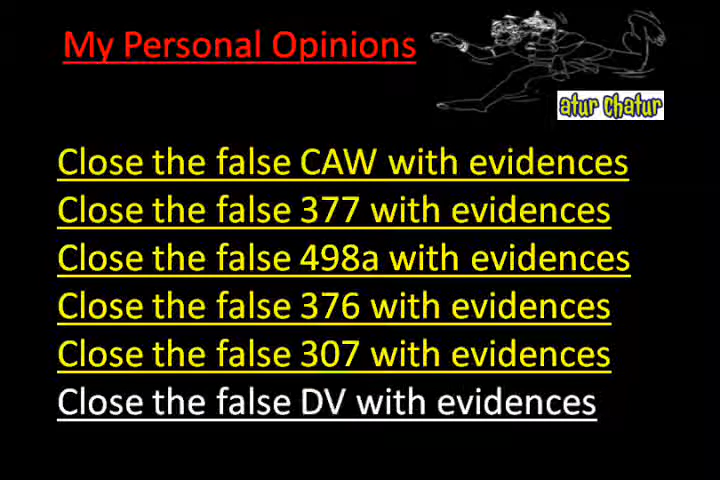 My Personal Opinions
atur chatur
Close the false CAW with evidences
Close the false 377 with evidences
Close the false 498a with evidences
Close the false 376 with evidences
Close the false 307 with evidences
Close the false DV with evidences